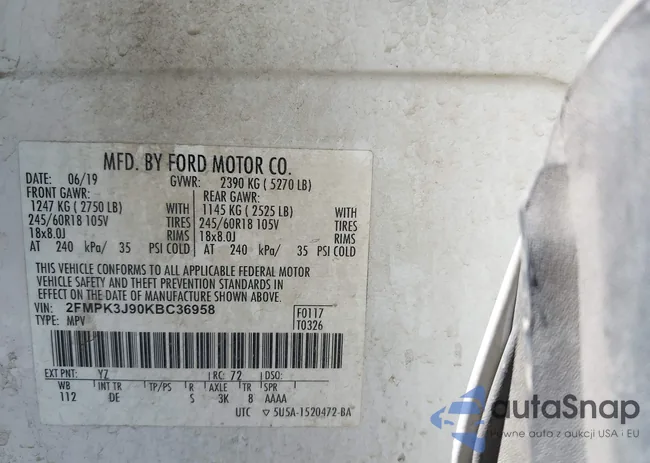 MFD. BY FORD MOTOR CO.
DATE: 06/19 GVWR: 2390 KG ( 5270 LB)
FRONT GAWR: REAR GAWR:
1247 KG ( 2750 LB) WITH 1145 KG ( 2525 LB) WITH
245/60R18 105V TIRES 245/60R18 105V TIRES
18x8.0J RIMS 18x8.0J RIMS
AT 240 kPa/ 35 PSI COLD AT 240 kPa/ 35 PSI COLD
THIS VEHICLE CONFORMS TO ALL APPLICABLE FEDERAL MOTOR
VEHICLE SAFETY AND THEFT PREVENTION STANDARDS IN
EFFECT ON THE DATE OF MANUFACTURE SHOWN ABOVE.
VIN: 2FMPK3J90KBC36958 F0117
TYPE: MPV T0326
EXT PNT: YZ RC: 72 DSO:
WB INT TR TP/PS R AXLE TR SPR
112 DE 5 3K 8 AAAA
UTC 5U5A-1520472-BA
autaSnap
Pewne auta z aukcji USA i EU